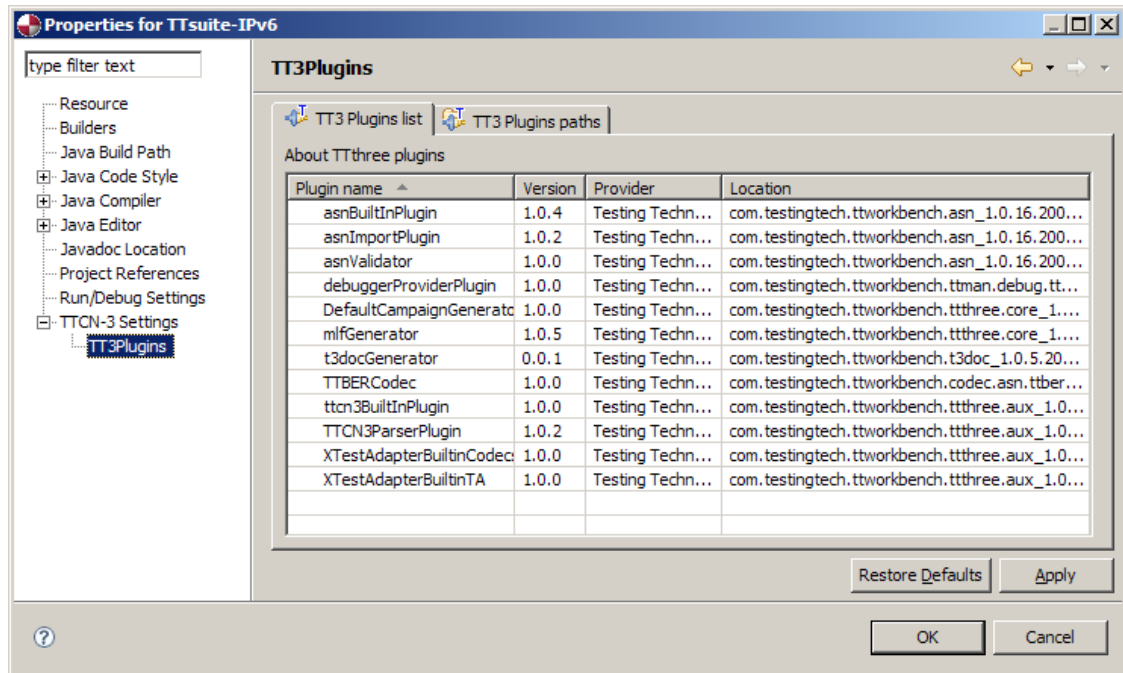 Properties for TTsuite-IPv6
type filter text
Resource
Builders
Java Build Path
Java Code Style
Java Compiler
Java Editor
Javadoc Location
Project References
Run/Debug Settings
TTCN-3 Settings
TT3Plugins
TT3Plugins
TT3 Plugins list TT3 Plugins paths
About TTthree plugins
Plugin name Version Provider Location
asnBuiltInPlugin 1.0.4 Testing Techn... com.testingtech.ttworkbench.asn_1.0.16.200...
asnImportPlugin 1.0.2 Testing Techn... com.testingtech.ttworkbench.asn_1.0.16.200...
asnValidator 1.0.0 Testing Techn... com.testingtech.ttworkbench.asn_1.0.16.200...
debuggerProviderPlugin 1.0.0 Testing Techn... com.testingtech.ttworkbench.ttman.debug.tt...
DefaultCampaignGenerato 1.0.0 Testing Techn... com.testingtech.ttworkbench.ttthree.core_1....
mlfGenerator 1.0.5 Testing Techn... com.testingtech.ttworkbench.ttthree.core_1....
t3docGenerator 0.0.1 Testing Techn... com.testingtech.ttworkbench.t3doc_1.0.5.20...
TTBERCodec 1.0.0 Testing Techn... com.testingtech.ttworkbench.codec.asn.ttber...
ttcn3BuiltInPlugin 1.0.0 Testing Techn... com.testingtech.ttworkbench.ttthree.aux_1.0...
TTCN3ParserPlugin 1.0.2 Testing Techn... com.testingtech.ttworkbench.ttthree.aux_1.0...
XTestAdapterBuiltinCodecs 1.0.0 Testing Techn... com.testingtech.ttworkbench.ttthree.aux_1.0...
XTestAdapterBuiltinTA 1.0.0 Testing Techn... com.testingtech.ttworkbench.ttthree.aux_1.0...
Restore Defaults Apply
OK Cancel